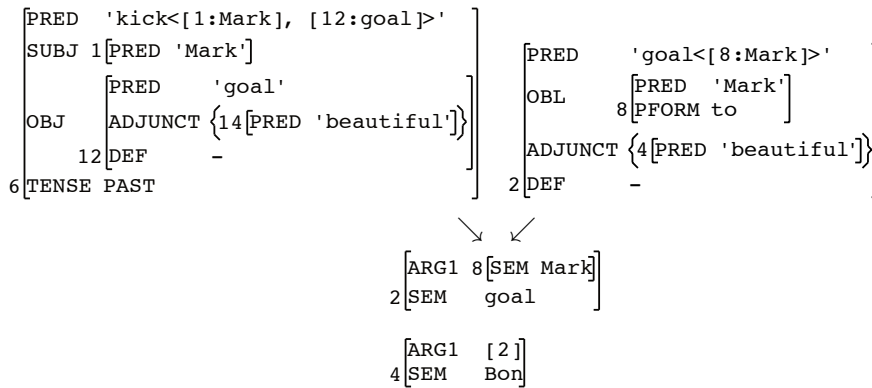 PRED 'kick<[1:Mark], [12:goal]>'
SUBJ 1[PRED 'Mark']
OBJ 12[PRED 'goal'
ADJUNCT {14[PRED 'beautiful']}
DEF -]
6 TENSE PAST
PRED 'goal<[8:Mark]>'
OBL 8[PRED 'Mark'
PFORM to]
ADJUNCT {4[PRED 'beautiful']}
2 DEF -
ARG1 8[SEM Mark]
2 SEM goal
ARG1 [2]
4 SEM Bon